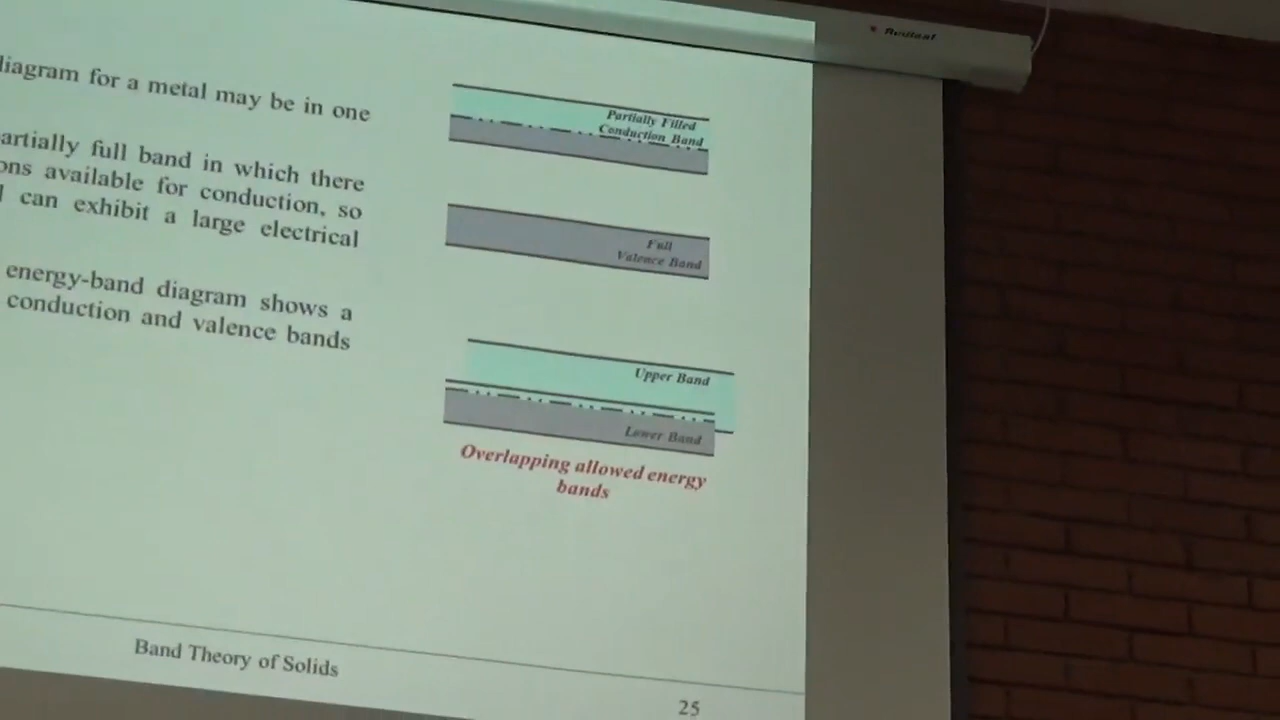 diagram for a metal may be in one
artially full band in which there
ons available for conduction, so
can exhibit a large electrical
energy-band diagram shows a
conduction and valence bands
Partially Filled
Conduction Band
Full
Valence Band
Upper Band
Lower Band
Overlapping allowed energy
bands
Band Theory of Solids
25